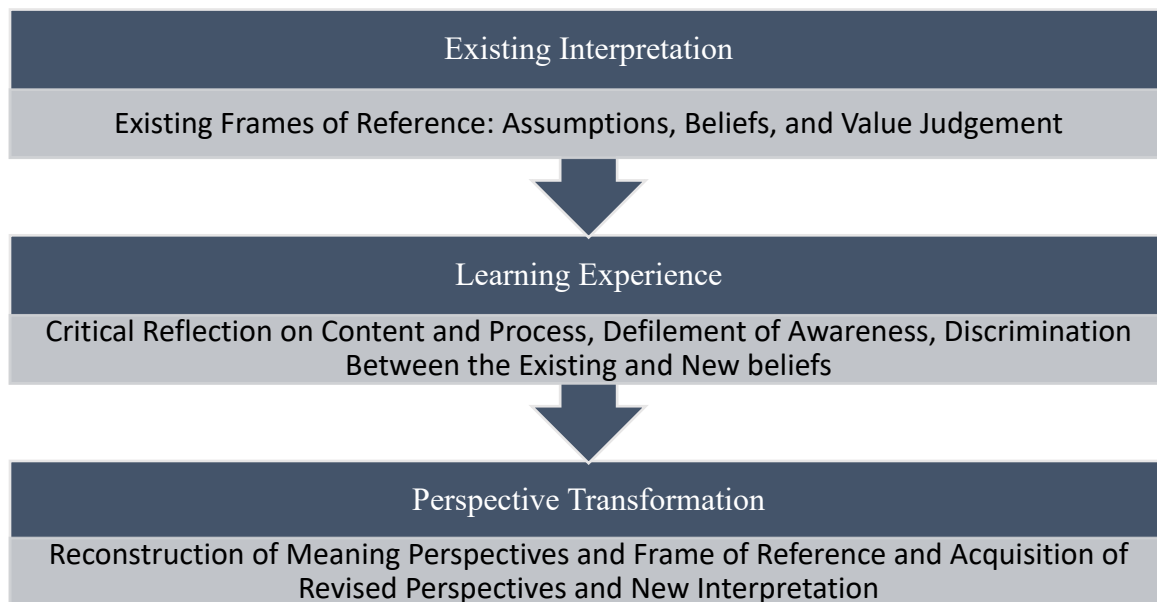 Existing Interpretation
Existing Frames of Reference: Assumptions, Beliefs, and Value Judgement
Learning Experience
Critical Reflection on Content and Process, Defilement of Awareness, Discrimination
Between the Existing and New beliefs
Perspective Transformation
Reconstruction of Meaning Perspectives and Frame of Reference and Acquisition of
Revised Perspectives and New Interpretation